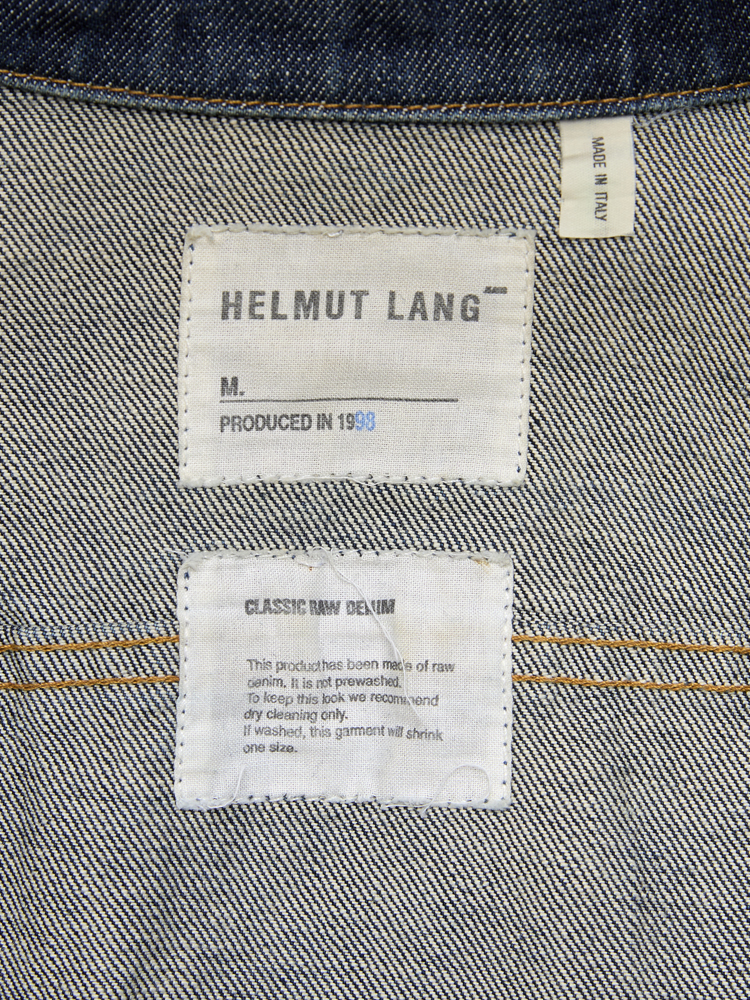 MADE IN ITALY
HELMUT LANG
M.
PRODUCED IN 1998
CLASSIC RAW DENIM
This product has been made of raw
denim. It is not prewashed.
To keep this look we recommend
dry cleaning only.
If washed, this garment will shrink
one size.